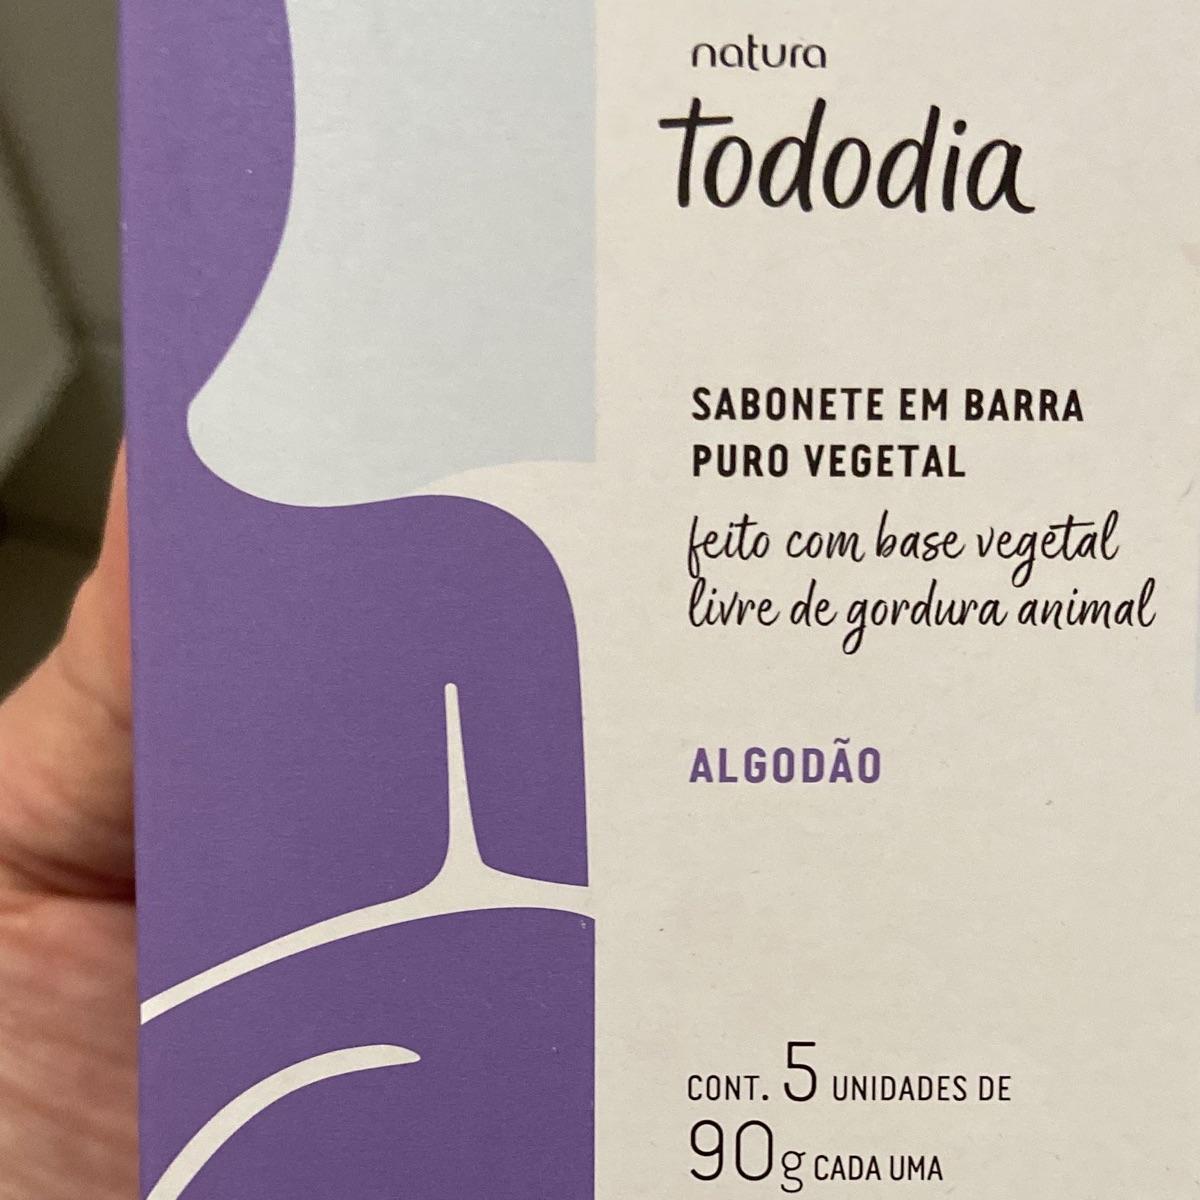 natura
Tododia
SABONETE EM BARRA
PURO VEGETAL
feito com base vegetal
livre de gordura animal
ALGODÃO
CONT. 5 UNIDADES DE
90g CADA UMA